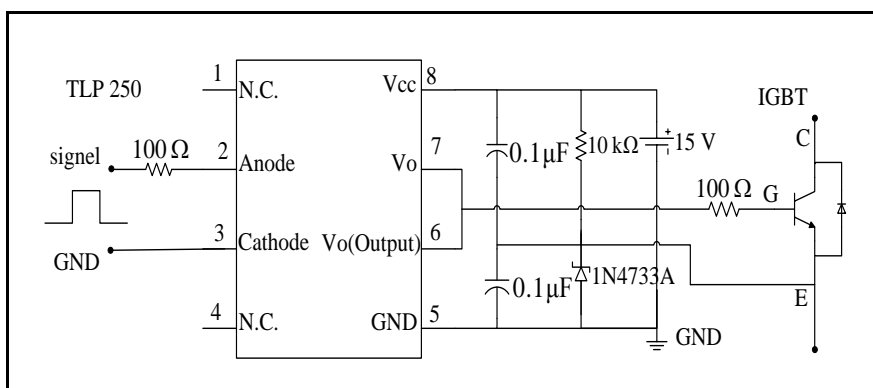 TLP 250
1
N.C.
Vcc
8
IGBT
C
signel
100 Ω
2
Anode
Vo
7
0.1μF
10 kΩ
15 V
+
-
100 Ω
G
GND
3
Cathode
Vo(Output)
6
0.1μF
1N4733A
E
4
N.C.
GND
5
GND